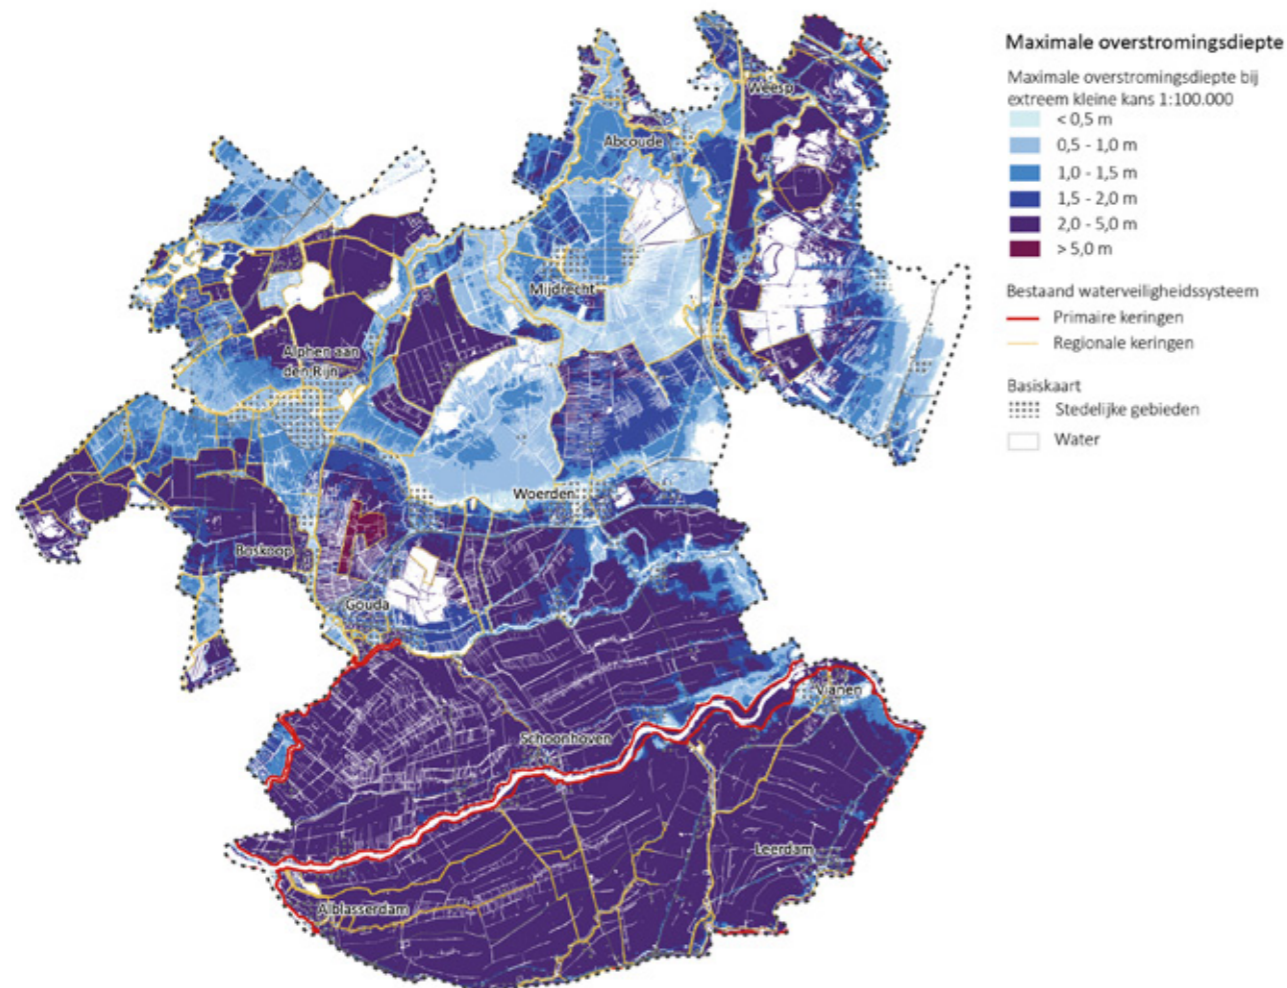 Maximale overstromingsdiepte
Maximale overstromingsdiepte bij
extreem kleine kans 1:100.000
< 0,5 m
0,5 - 1,0 m
1,0 - 1,5 m
1,5 - 2,0 m
2,0 - 5,0 m
> 5,0 m
Bestaand waterveiligheidssysteem
Primaire keringen
Regionale keringen
Basiskaart
Stedelijke gebieden
Water
Weesp
Abcoude
Mijdrecht
Alphen aan
den Rijn
Woerden
Boskoop
Gouda
Vianen
Schoonhoven
Leerdam
Alblasserdam